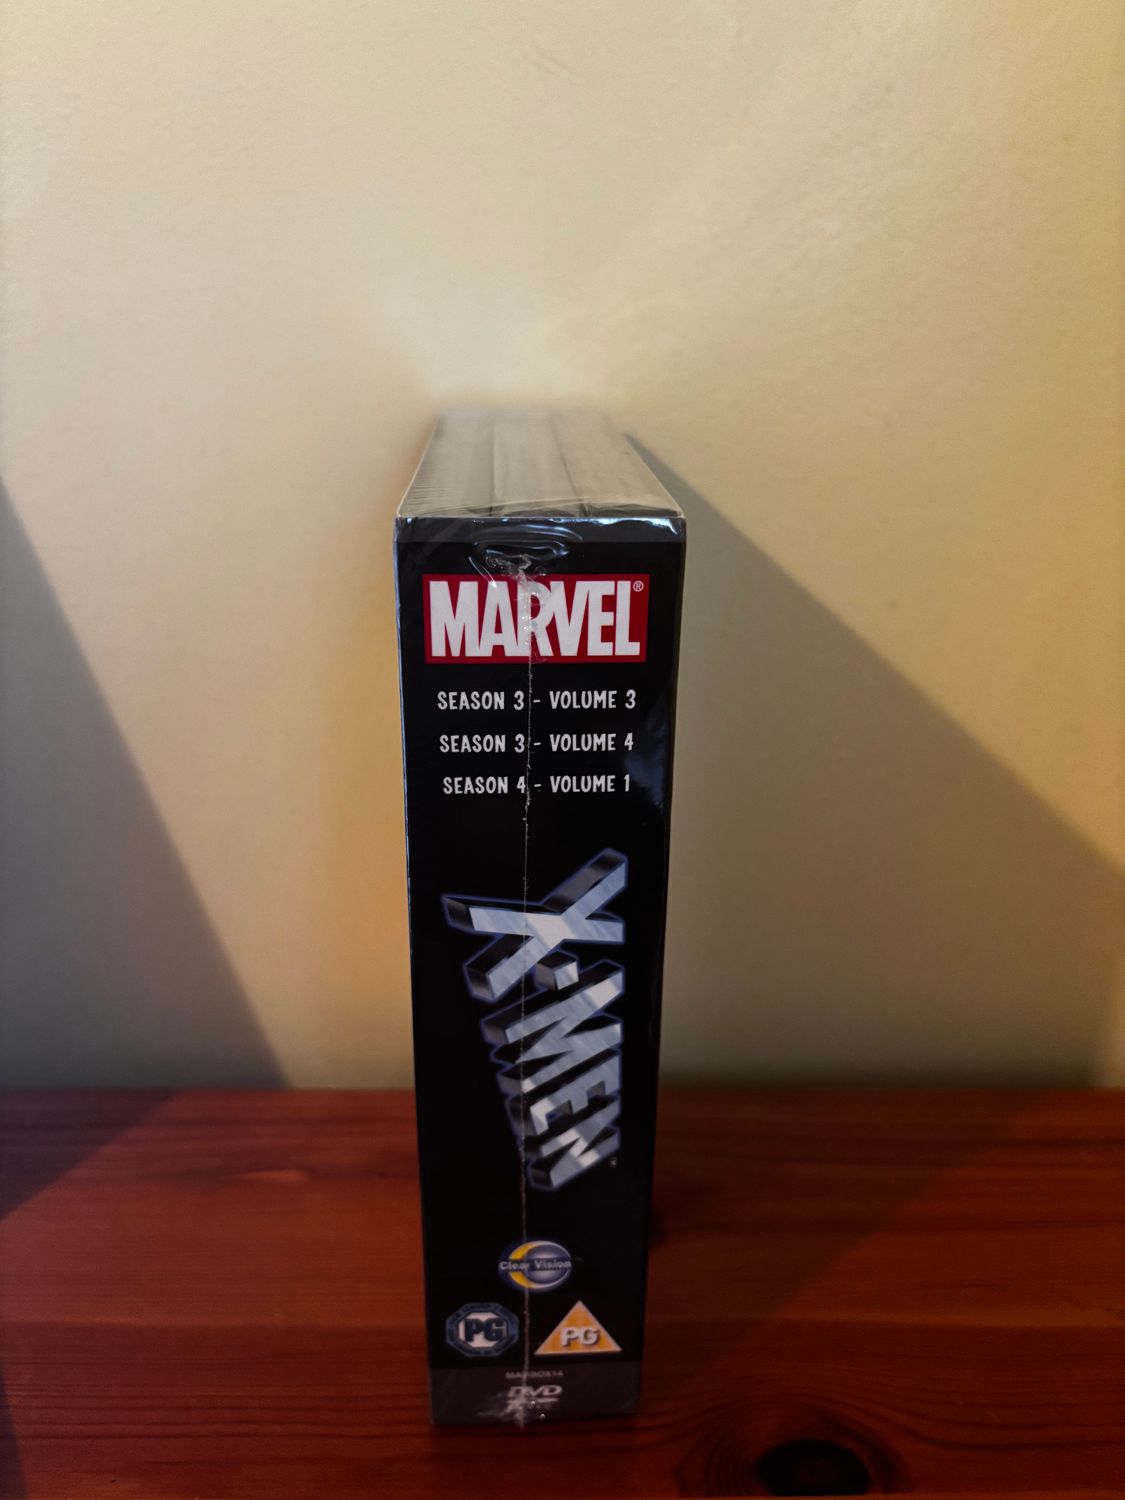 MARVEL®
SEASON 3 - VOLUME 3
SEASON 3 - VOLUME 4
SEASON 4 - VOLUME 1
X-MEN
Clear Vision
PG PG
DVD